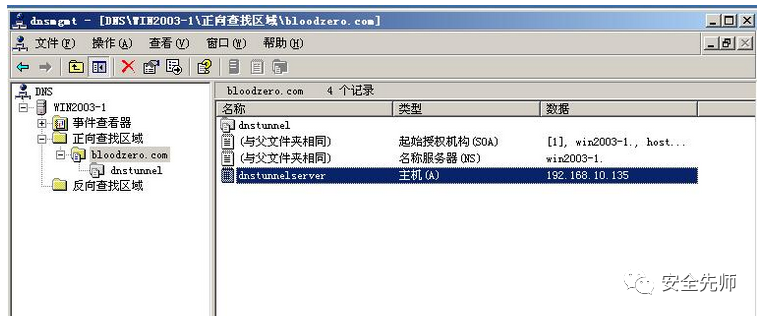 dnsmgmt - [DNS\WIN2003-1\正向查找区域\bloodzero.com]
文件(F) 操作(A) 查看(V) 窗口(W) 帮助(H)
DNS
WIN2003-1
事件查看器
正向查找区域
bloodzero.com
dnstunnel
反向查找区域
bloodzero.com 4 个记录
名称 类型 数据
dnstunnel
(与父文件夹相同) 起始授权机构(SOA) [1], win2003-1., host...
(与父文件夹相同) 名称服务器(NS) win2003-1.
dnstunnelserver 主机(A) 192.168.10.135
安全先师